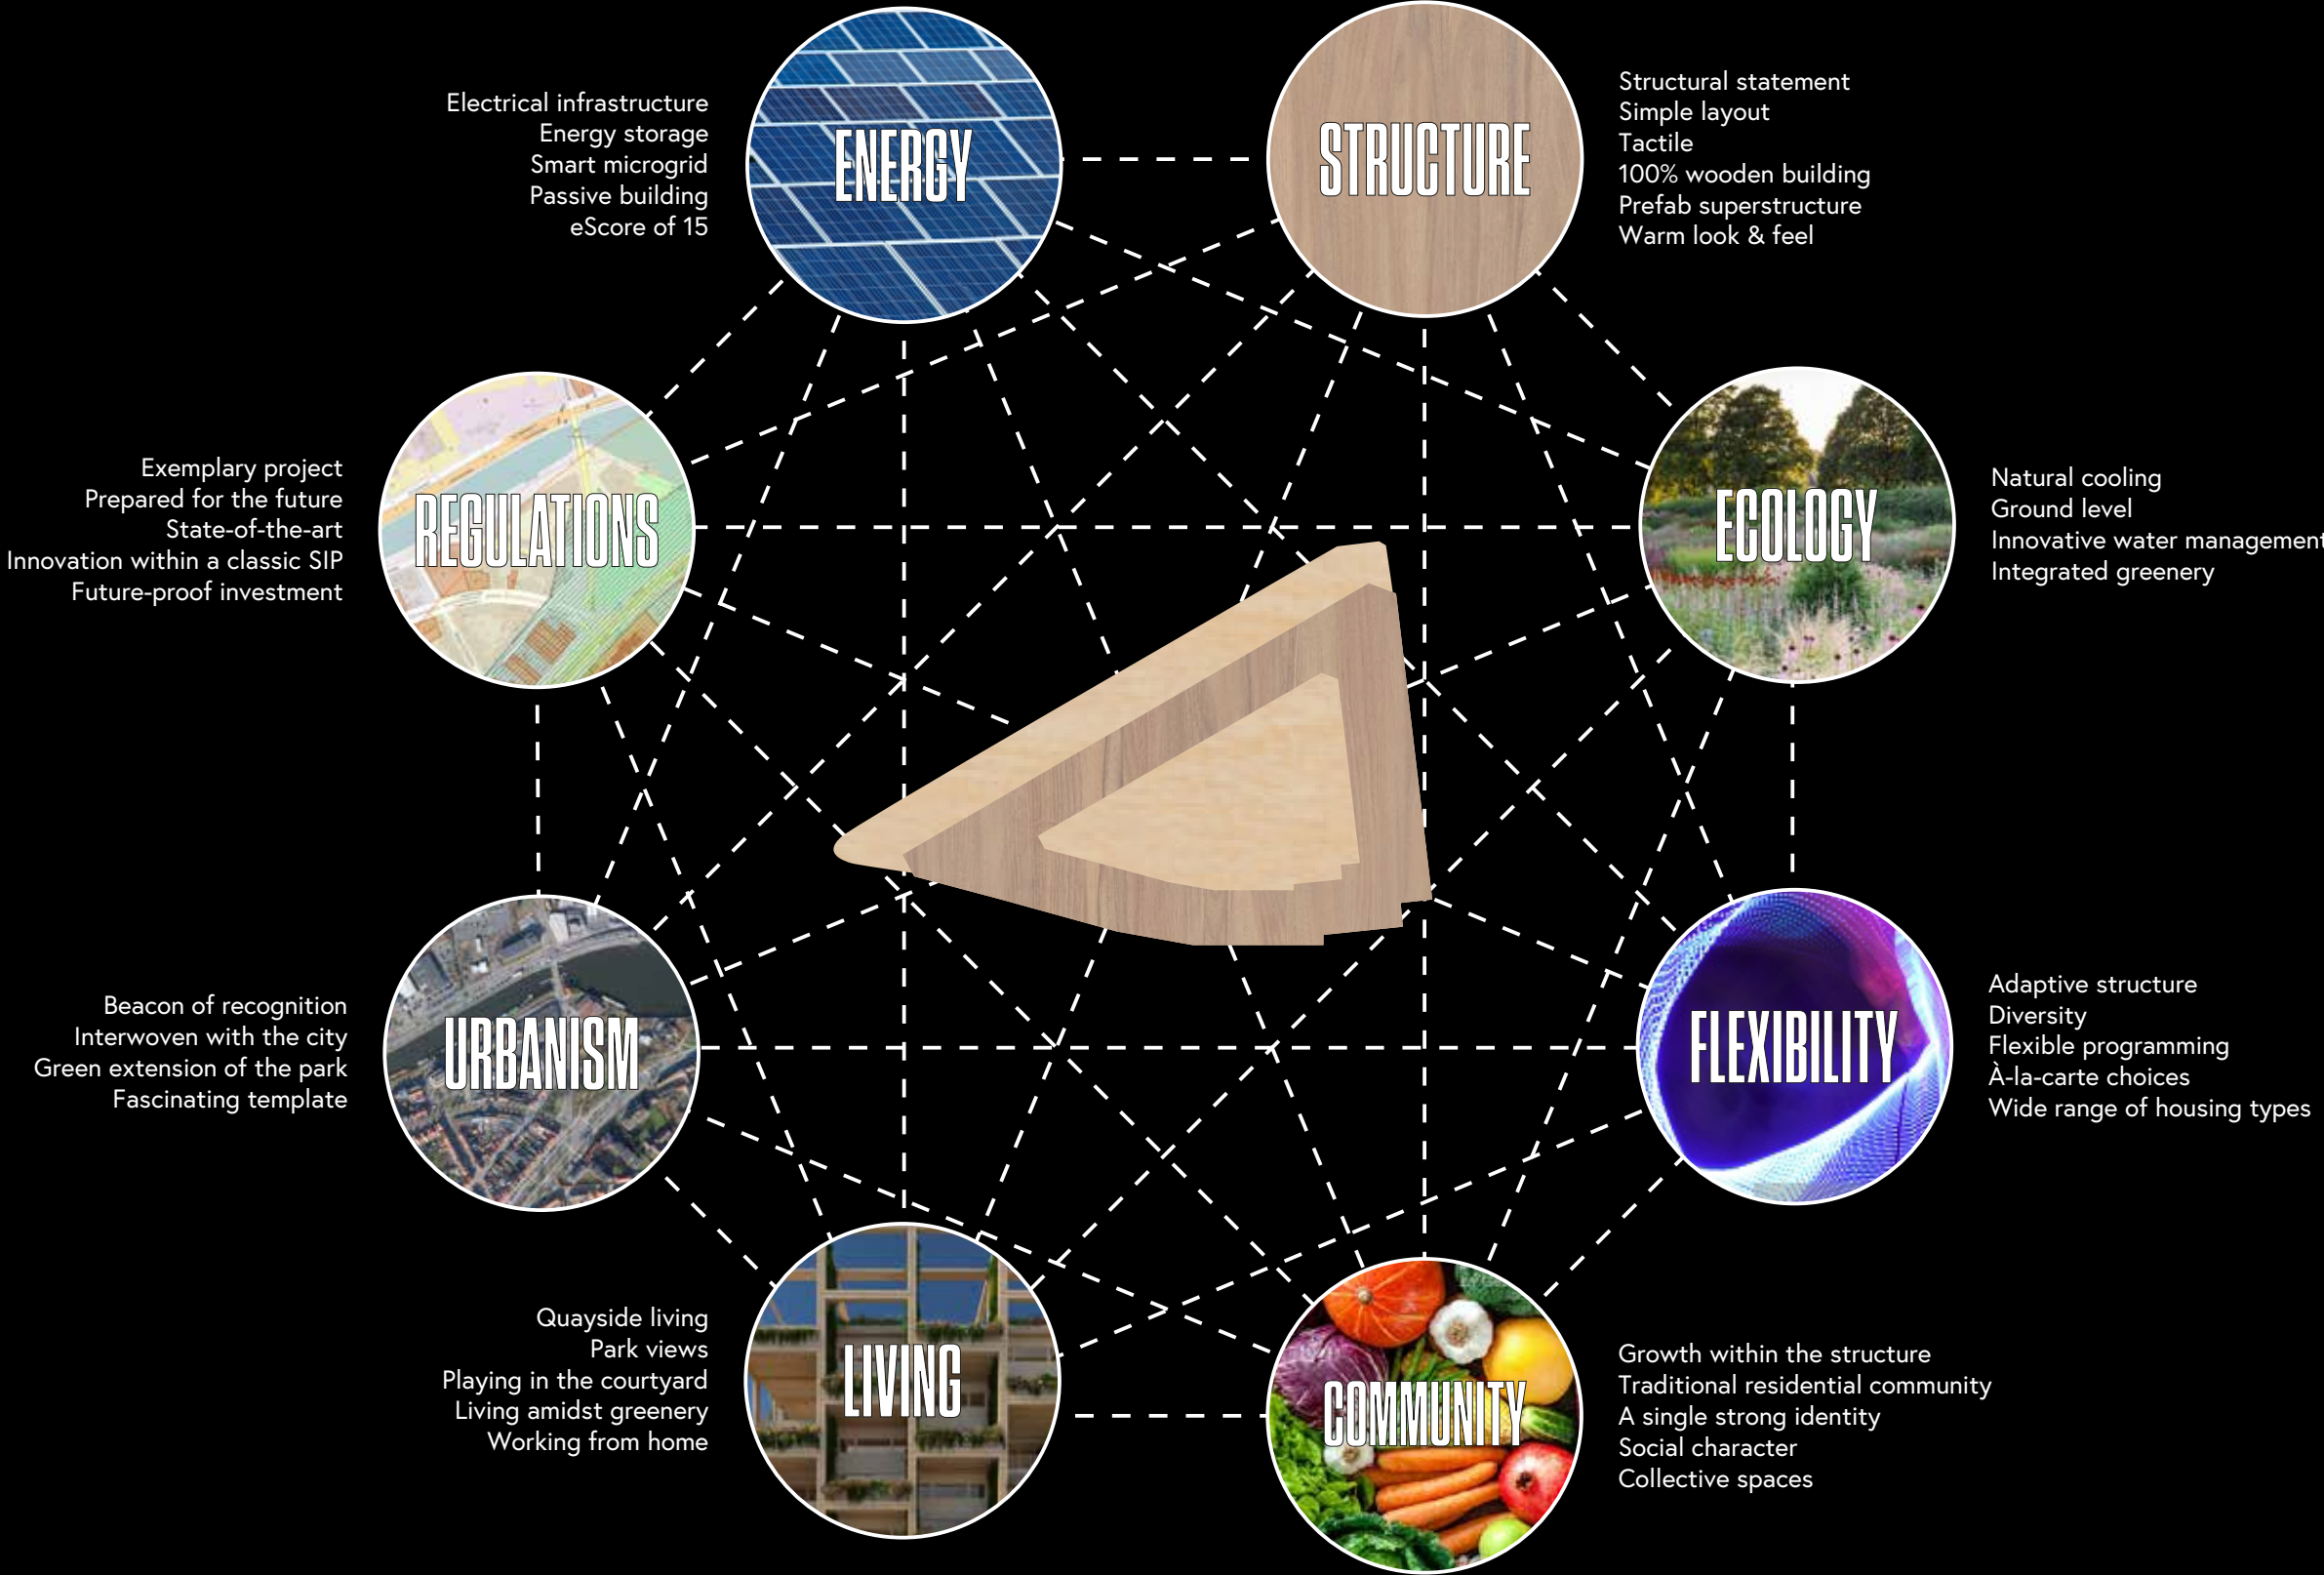 ENERGY
Electrical infrastructure
Energy storage
Smart microgrid
Passive building
eScore of 15
STRUCTURE
Structural statement
Simple layout
Tactile
100% wooden building
Prefab superstructure
Warm look & feel
REGULATIONS
Exemplary project
Prepared for the future
State-of-the-art
Innovation within a classic SIP
Future-proof investment
ECOLOGY
Natural cooling
Ground level
Innovative water management
Integrated greenery
URBANISM
Beacon of recognition
Interwoven with the city
Green extension of the park
Fascinating template
FLEXIBILITY
Adaptive structure
Diversity
Flexible programming
À-la-carte choices
Wide range of housing types
LIVING
Quayside living
Park views
Playing in the courtyard
Living amidst greenery
Working from home
COMMUNITY
Growth within the structure
Traditional residential community
A single strong identity
Social character
Collective spaces